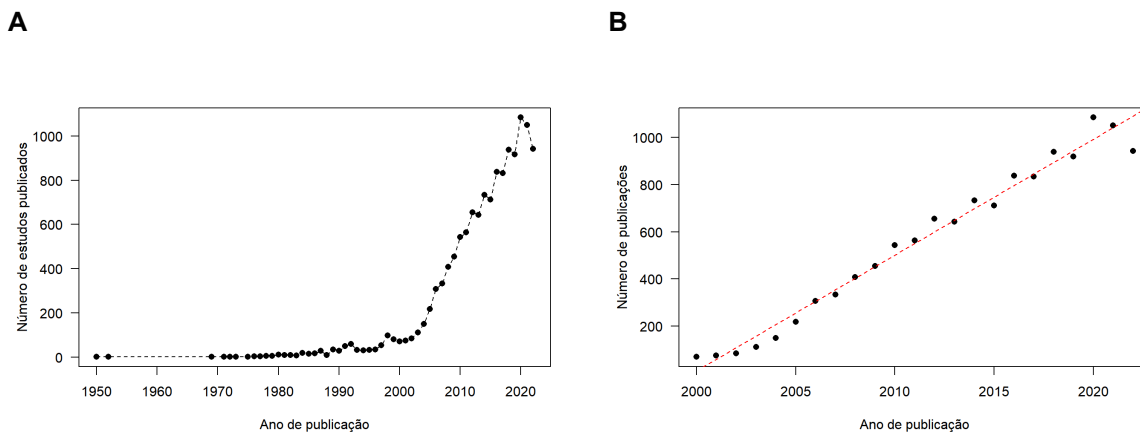 A
Número de estudos publicados
1000
800
600
400
200
0
1950 1960 1970 1980 1990 2000 2010 2020
Ano de publicação
B
Número de publicações
1000
800
600
400
200
2000 2005 2010 2015 2020
Ano de publicação